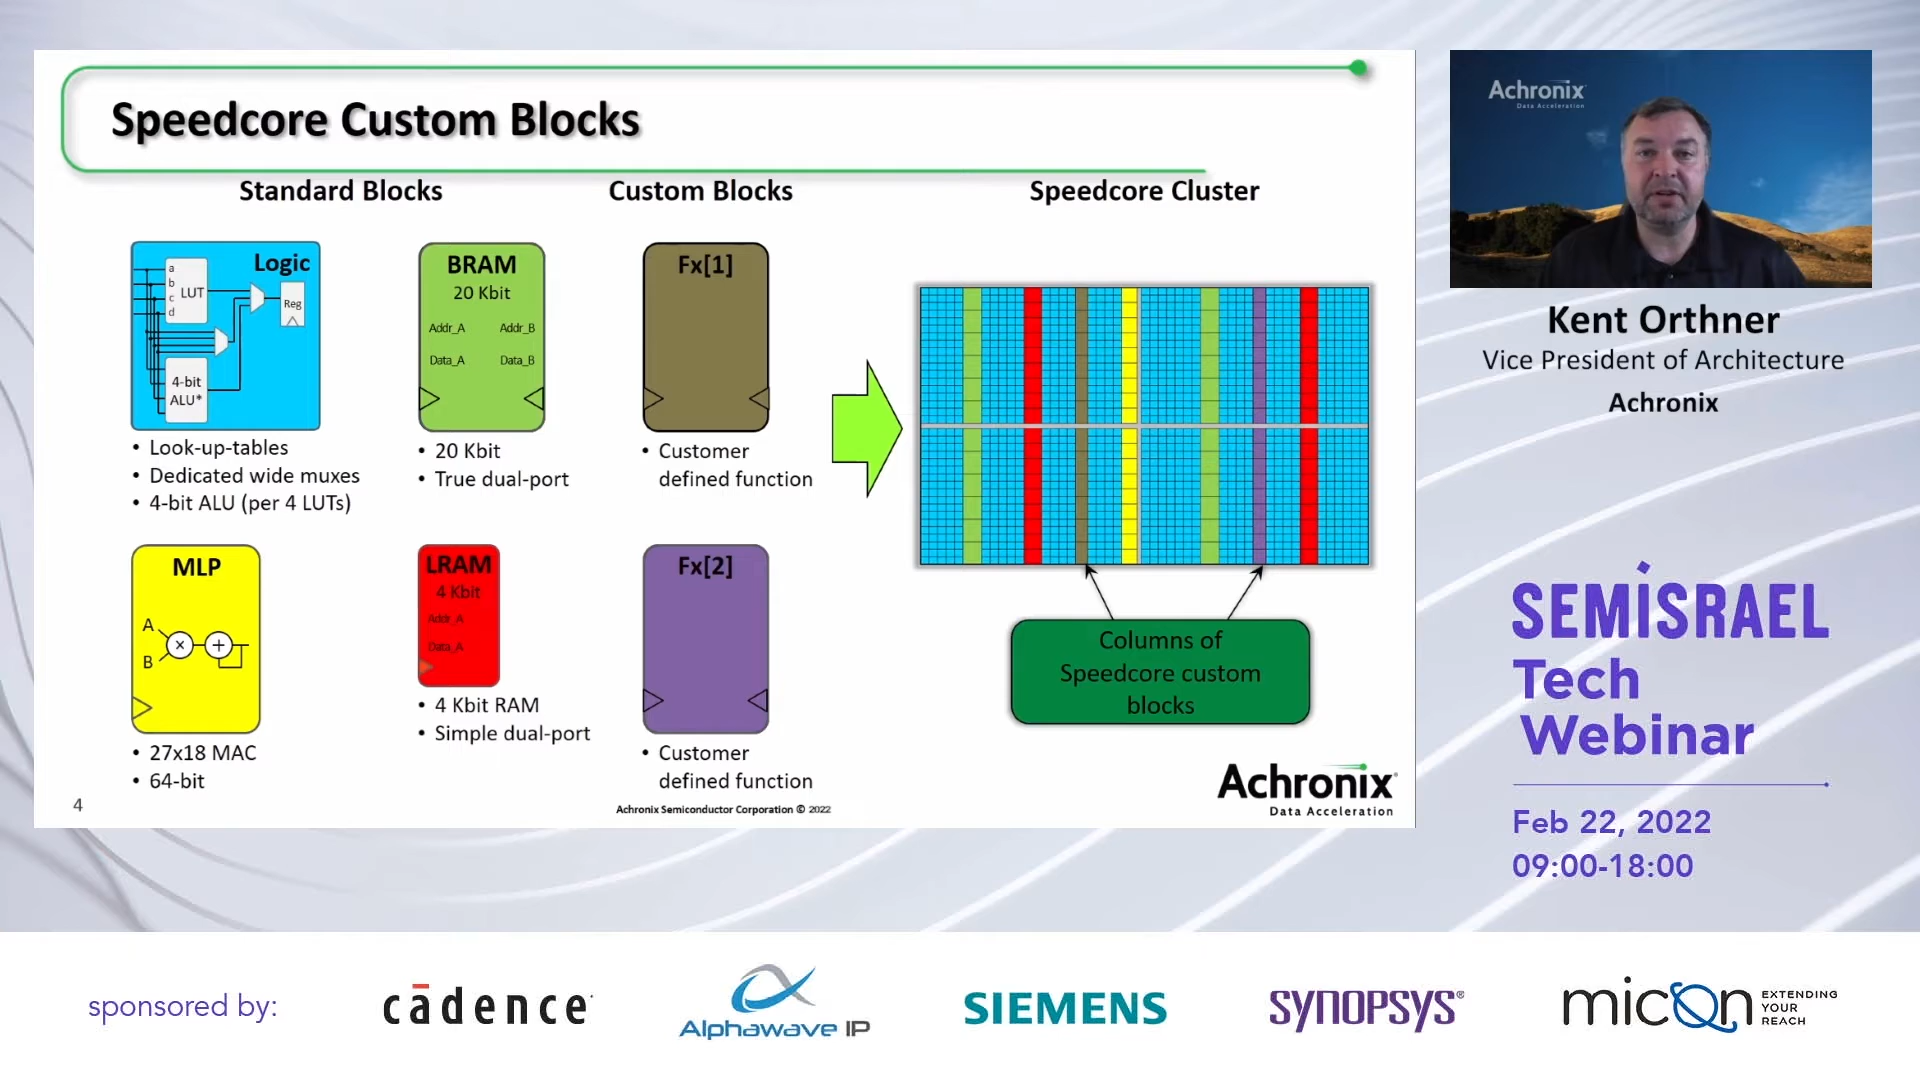 Speedcore Custom Blocks
Standard Blocks
Custom Blocks
Speedcore Cluster
Logic
a
b
c
d
LUT
Reg
4-bit
ALU*
• Look-up-tables
• Dedicated wide muxes
• 4-bit ALU (per 4 LUTs)
BRAM
20 Kbit
Addr_A Addr_B
Data_A Data_B
• 20 Kbit
• True dual-port
Fx[1]
• Customer
defined function
MLP
A
B
×
+
• 27x18 MAC
• 64-bit
LRAM
4 Kbit
Addr_A
Data_A
• 4 Kbit RAM
• Simple dual-port
Fx[2]
• Customer
defined function
Columns of
Speedcore custom
blocks
4
Achronix Semiconductor Corporation © 2022
Achronix
Data Acceleration
Achronix
Data Acceleration
Kent Orthner
Vice President of Architecture
Achronix
SEMISRAEL
Tech
Webinar
Feb 22, 2022
09:00-18:00
sponsored by:
cādence
Alphawave IP
SIEMENS
SYNOPSYS®
micon
EXTENDING
YOUR
REACH